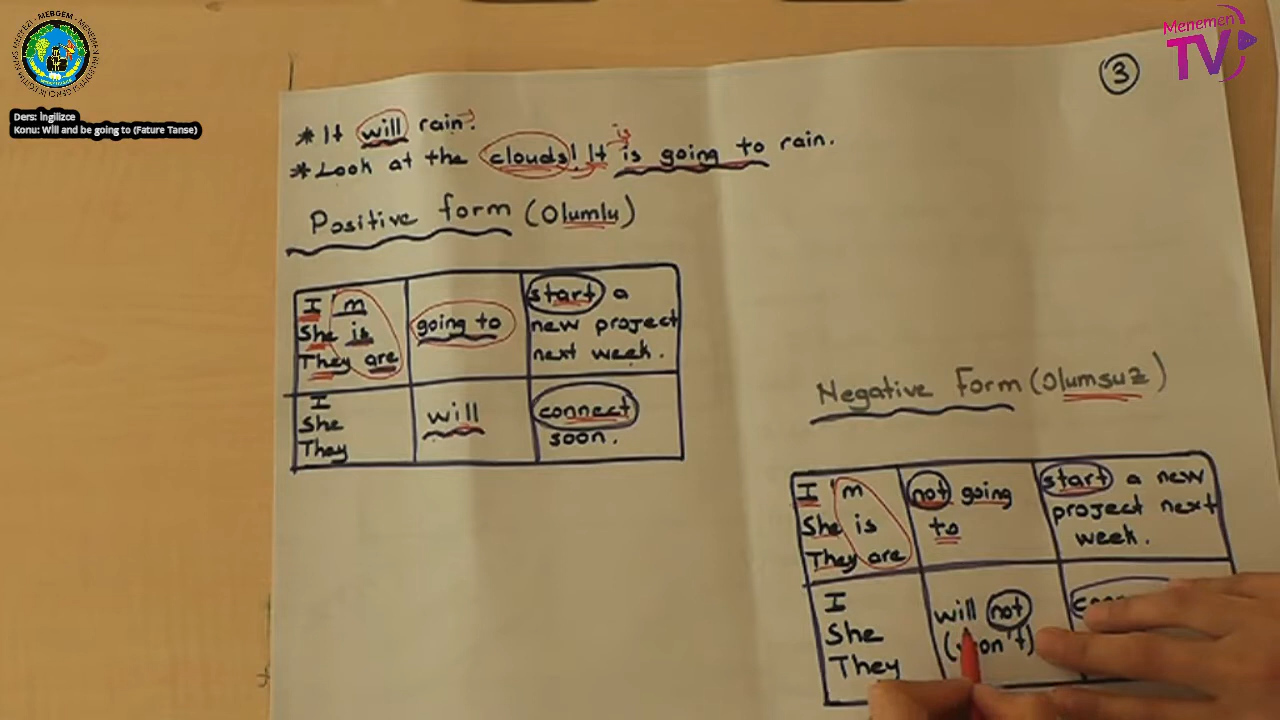 Menemen
TV
Ders: İngilizce
Konu: Will and be going to (Fature Tanse)
3
* It will rain.
is
* Look at the clouds! It is going to rain.
Positive form (Olumlu)
I'm
She is
They are
going to
start a
new project
next week.
I
She
They
will
connect
soon.
Negative Form (Olumsuz)
I'm
She is
They are
not going
to
start a new
project next
week.
I
She
They
will not
(won't)